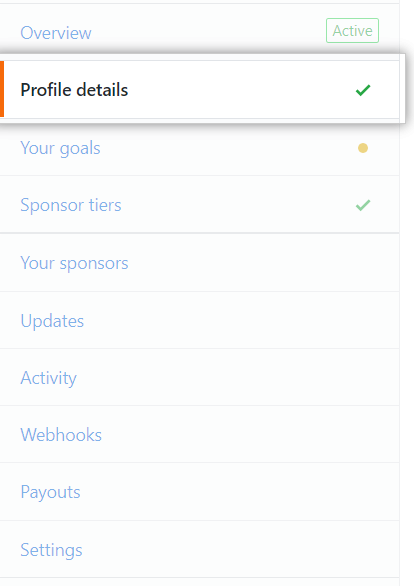 Overview Active
Profile details
Your goals
Sponsor tiers
Your sponsors
Updates
Activity
Webhooks
Payouts
Settings